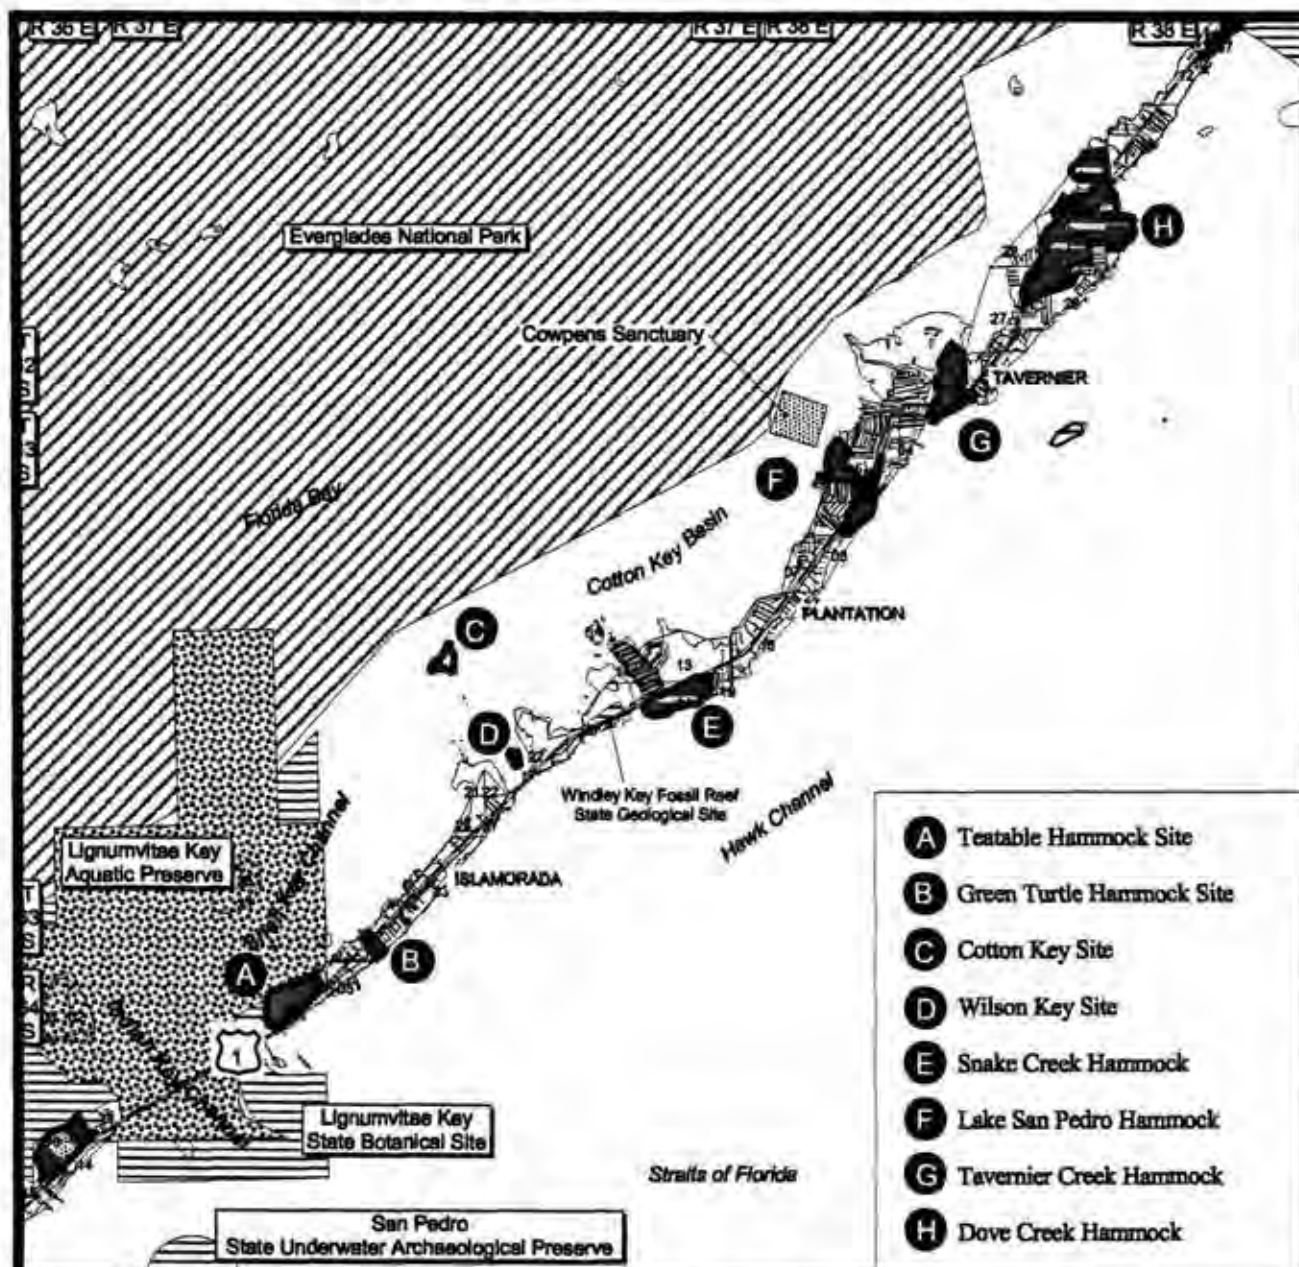 R 37 E
R 37 E
R 38 E
R 38 E
Everglades National Park
Cowpens Sanctuary
TAVERNIER
Florida Bay
Cotton Key Basin
PLANTATION
13
Windley Key Fossil Reef
State Geological Site
Hawk Channel
Lignumvitae Key
Aquatic Preserve
ISLAMORADA
1
Lignumvitae Key
State Botanical Site
Straits of Florida
San Pedro
State Underwater Archaeological Preserve
H
G
F
C
D
E
B
A
A Teatable Hammock Site
B Green Turtle Hammock Site
C Cotton Key Site
D Wilson Key Site
E Snake Creek Hammock
F Lake San Pedro Hammock
G Tavernier Creek Hammock
H Dove Creek Hammock